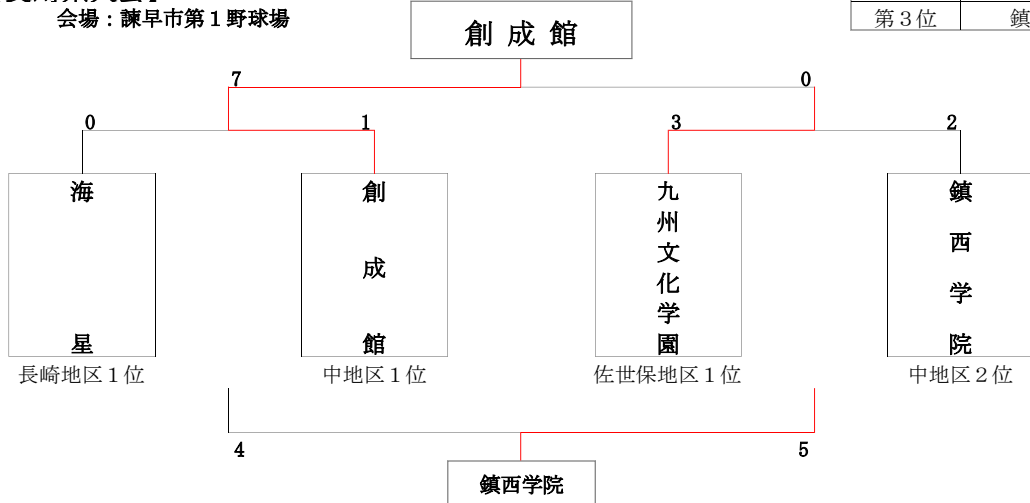 会場：諫早市第１野球場
創成館
第３位 鎮
7 0
0 1 3 2
海星
創成館
九州文化学園
鎮西学院
長崎地区１位 中地区１位 佐世保地区１位 中地区２位
4 5
鎮西学院